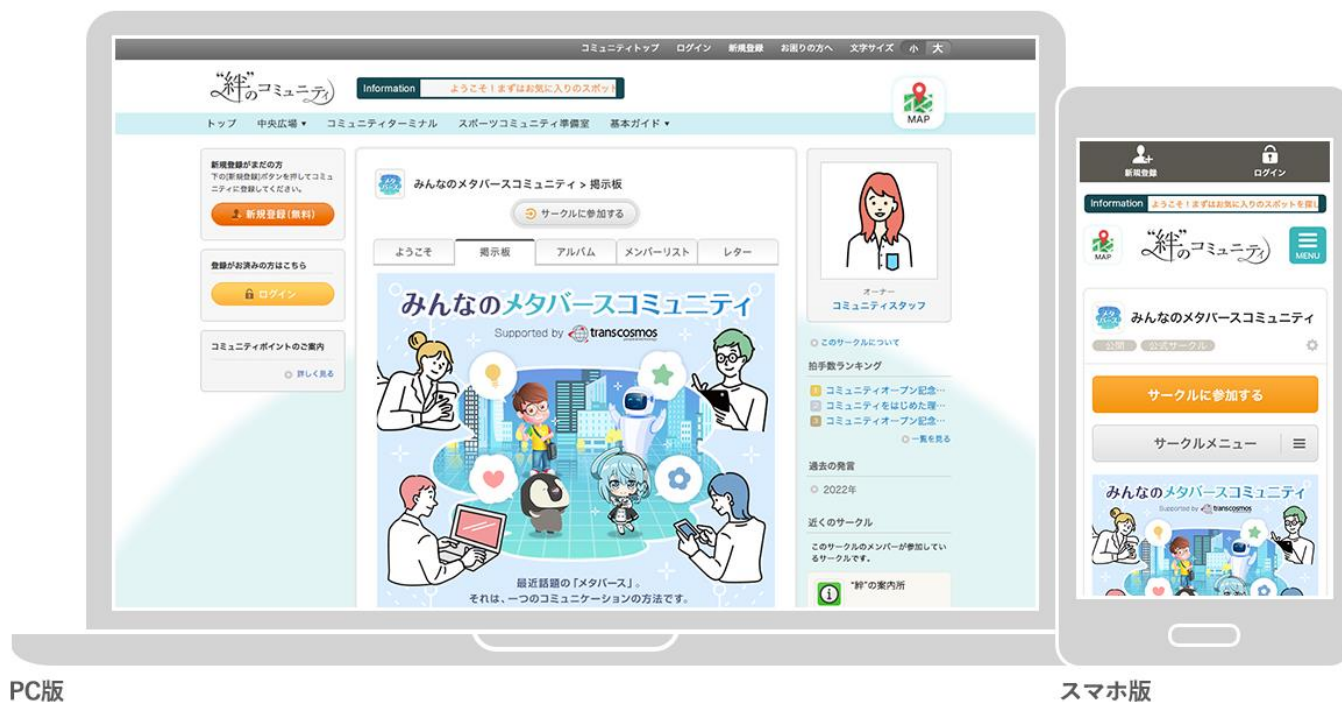 コミュニティトップ ログイン 新規登録 お困りの方へ 文字サイズ 小 大
“絆”のコミュニティ
Information ようこそ！まずはお気に入りのスポット
MAP
トップ 中央広場▼ コミュニティターミナル スポーツコミュニティ準備室 基本ガイド▼
新規登録がまだの方
下の[新規登録]ボタンを押してコミュ
ニティに登録してください。
新規登録(無料)
登録がお済みの方はこちら
ログイン
コミュニティポイントのご案内
詳しく見る
メタバース
みんなのメタバースコミュニティ > 掲示板
サークルに参加する
ようこそ 掲示板 アルバム メンバーリスト レター
みんなのメタバースコミュニティ
Supported by transcosmos
最近話題の「メタバース」。
それは、一つのコミュニケーションの方法です。
オーナー
コミュニティスタッフ
このサークルについて
拍手数ランキング
1 コミュニティオープン記念…
2 コミュニティをはじめた理…
3 コミュニティオープン記念…
一覧を見る
過去の発言
2022年
近くのサークル
このサークルのメンバーが参加してい
るサークルです。
“絆”の案内所
PC版
新規登録 ログイン
Information ようこそ！まずはお気に入りのスポットを探し
MAP
“絆”のコミュニティ
MENU
メタバース
みんなのメタバースコミュニティ
公開 公式サークル
サークルに参加する
サークルメニュー
みんなのメタバースコミュニティ
Supported by transcosmos
スマホ版